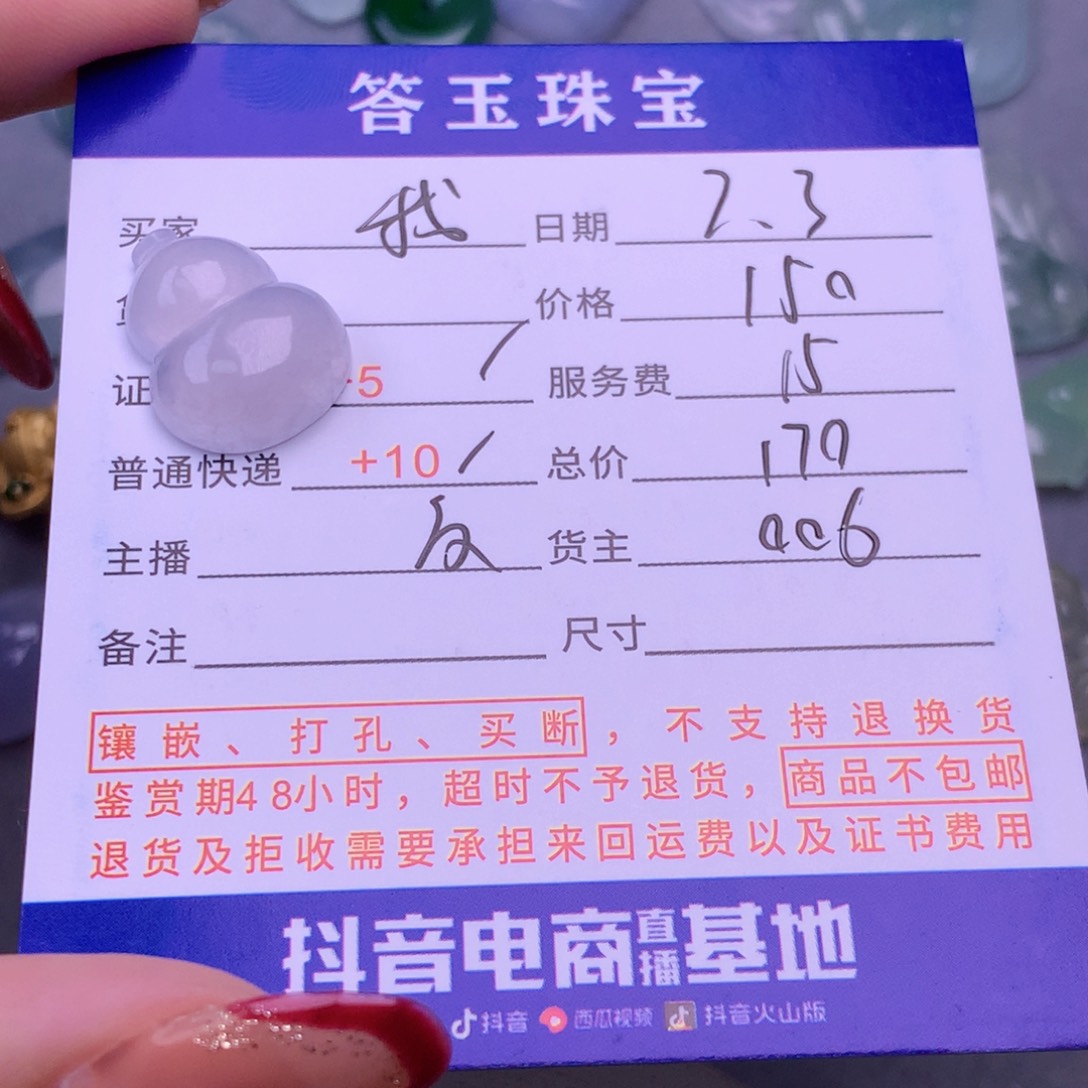 答玉珠宝
买家 我 日期 2.3
价格 150
证 5 服务费 15
普通快递 +10 总价 170
主播 货主 006
备注 尺寸
镶嵌、打孔、买断，不支持退换货
鉴赏期48小时，超时不予退货，商品不包邮
退货及拒收需要承担来回运费以及证书费用
抖音电商直播基地
抖音 西瓜视频 抖音火山版